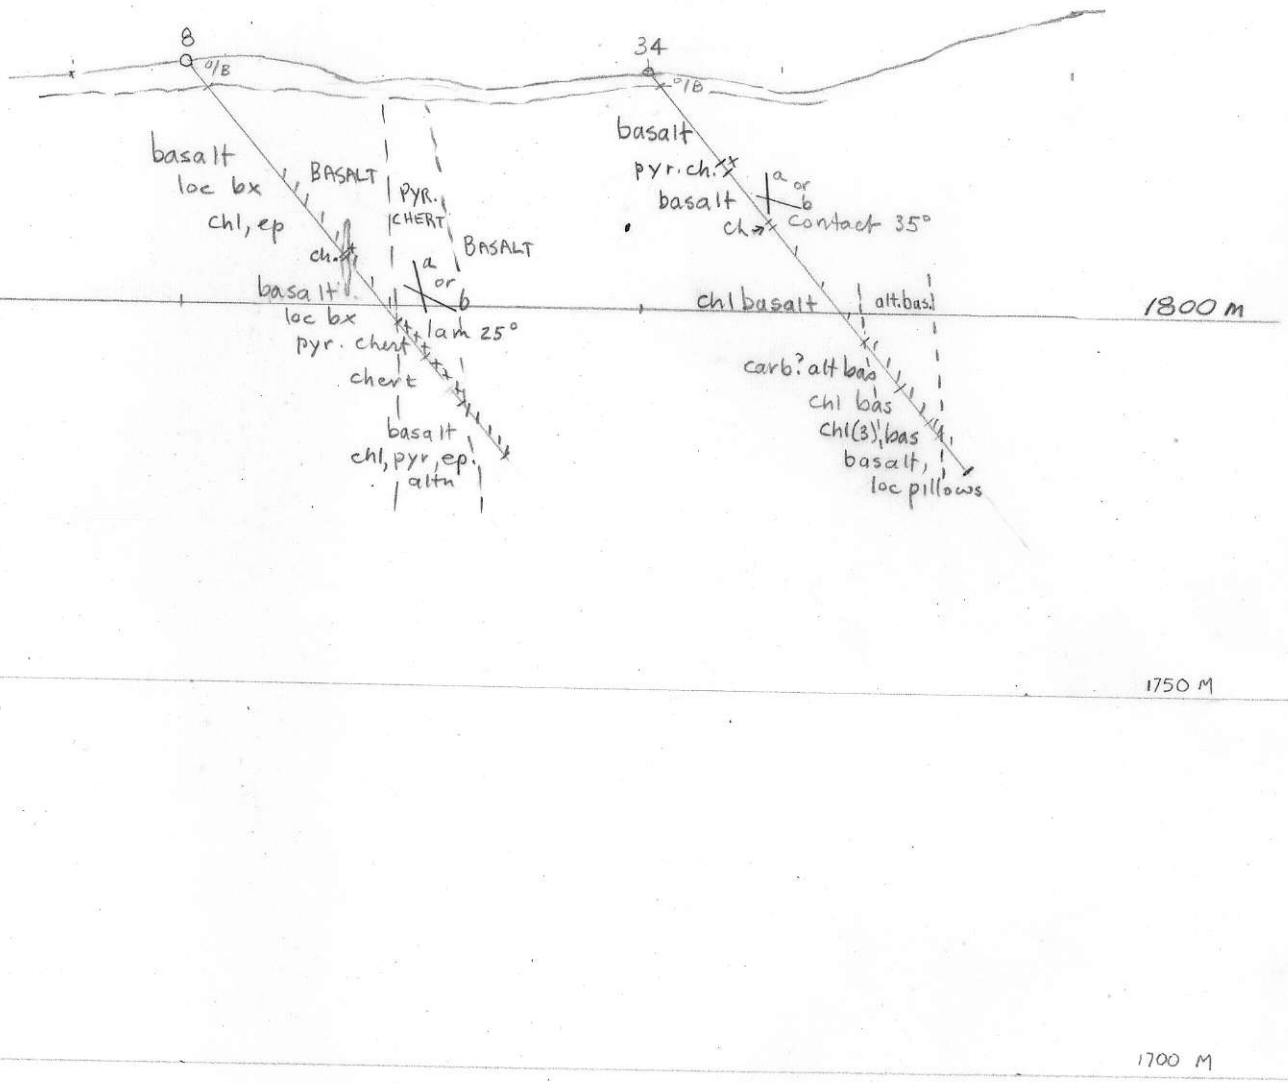 8
o/B
basalt
loc bx
chl, ep
BASALT
PYR.
CHERT
BASALT
ch.
basalt
loc bx
pyr. chert
a
or
b
lam 25°
chert
basalt
chl, pyr, ep.
altn
34
o/B
basalt
pyr. ch.
basalt
ch→
a
or
b
contact 35°
chl basalt
alt. bas.
carb? alt bas
chl bas
chl(3), bas
basalt,
loc pillows
1800 m
1750 M
1700 M